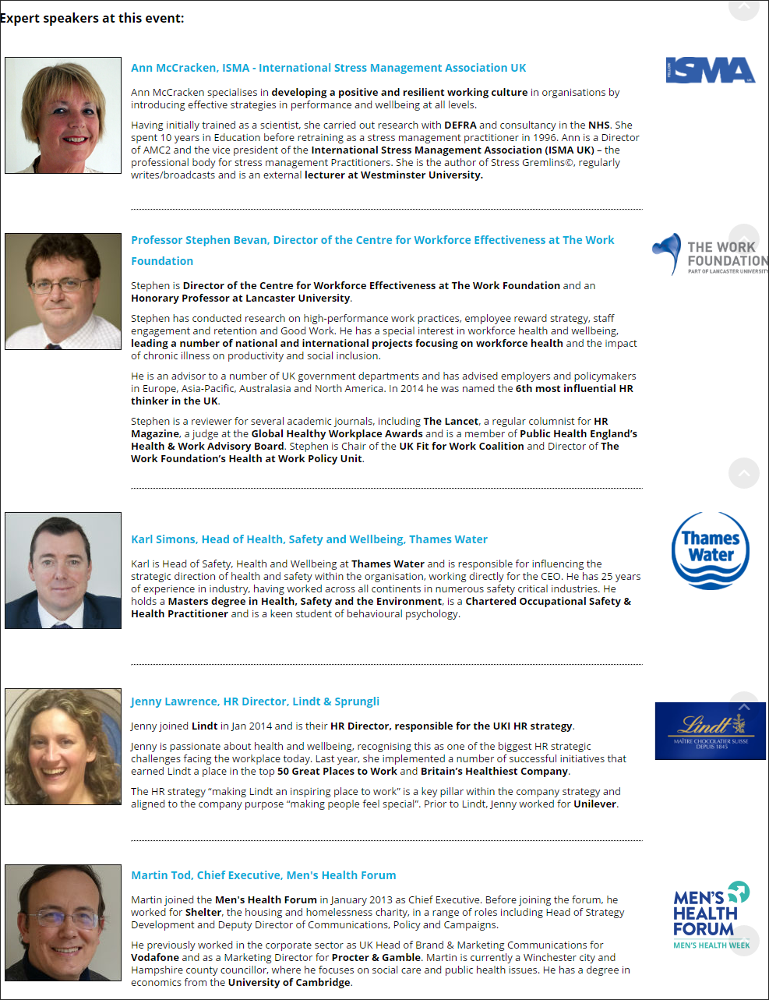 Expert speakers at this event:
Ann McCracken, ISMA - International Stress Management Association UK
ISMA
UK
Ann McCracken specialises in developing a positive and resilient working culture in organisations by
introducing effective strategies in performance and wellbeing at all levels.
Having initially trained as a scientist, she carried out research with DEFRA and consultancy in the NHS. She
spent 10 years in Education before retraining as a stress management practitioner in 1996. Ann is a Director
of AMC2 and the vice president of the International Stress Management Association (ISMA UK) – the
professional body for stress management Practitioners. She is the author of Stress Gremlins©, regularly
writes/broadcasts and is an external lecturer at Westminster University.
Professor Stephen Bevan, Director of the Centre for Workforce Effectiveness at The Work
Foundation
THE WORK
FOUNDATION
PART OF LANCASTER UNIVERSITY
Stephen is Director of the Centre for Workforce Effectiveness at The Work Foundation and an
Honorary Professor at Lancaster University.
Stephen has conducted research on high-performance work practices, employee reward strategy, staff
engagement and retention and Good Work. He has a special interest in workforce health and wellbeing,
leading a number of national and international projects focusing on workforce health and the impact
of chronic illness on productivity and social inclusion.
He is an advisor to a number of UK government departments and has advised employers and policymakers
in Europe, Asia-Pacific, Australasia and North America. In 2014 he was named the 6th most influential HR
thinker in the UK.
Stephen is a reviewer for several academic journals, including The Lancet, a regular columnist for HR
Magazine, a judge at the Global Healthy Workplace Awards and is a member of Public Health England’s
Health & Work Advisory Board. Stephen is Chair of the UK Fit for Work Coalition and Director of The
Work Foundation’s Health at Work Policy Unit.
Karl Simons, Head of Health, Safety and Wellbeing, Thames Water
Thames
Water
Karl is Head of Safety, Health and Wellbeing at Thames Water and is responsible for influencing the
strategic direction of health and safety within the organisation, working directly for the CEO. He has 25 years
of experience in industry, having worked across all continents in numerous safety critical industries. He
holds a Masters degree in Health, Safety and the Environment, is a Chartered Occupational Safety &
Health Practitioner and is a keen student of behavioural psychology.
Jenny Lawrence, HR Director, Lindt & Sprungli
Lindt
MAÎTRE CHOCOLATIER SUISSE
DEPUIS 1845
Jenny joined Lindt in Jan 2014 and is their HR Director, responsible for the UKI HR strategy.
Jenny is passionate about health and wellbeing, recognising this as one of the biggest HR strategic
challenges facing the workplace today. Last year, she implemented a number of successful initiatives that
earned Lindt a place in the top 50 Great Places to Work and Britain’s Healthiest Company.
The HR strategy “making Lindt an inspiring place to work” is a key pillar within the company strategy and
aligned to the company purpose “making people feel special”. Prior to Lindt, Jenny worked for Unilever.
Martin Tod, Chief Executive, Men's Health Forum
MEN'S
HEALTH
FORUM
MEN'S HEALTH WEEK
Martin joined the Men's Health Forum in January 2013 as Chief Executive. Before joining the forum, he
worked for Shelter, the housing and homelessness charity, in a range of roles including Head of Strategy
Development and Deputy Director of Communications, Policy and Campaigns.
He previously worked in the corporate sector as UK Head of Brand & Marketing Communications for
Vodafone and as a Marketing Director for Procter & Gamble. Martin is currently a Winchester city and
Hampshire county councillor, where he focuses on social care and public health issues. He has a degree in
economics from the University of Cambridge.